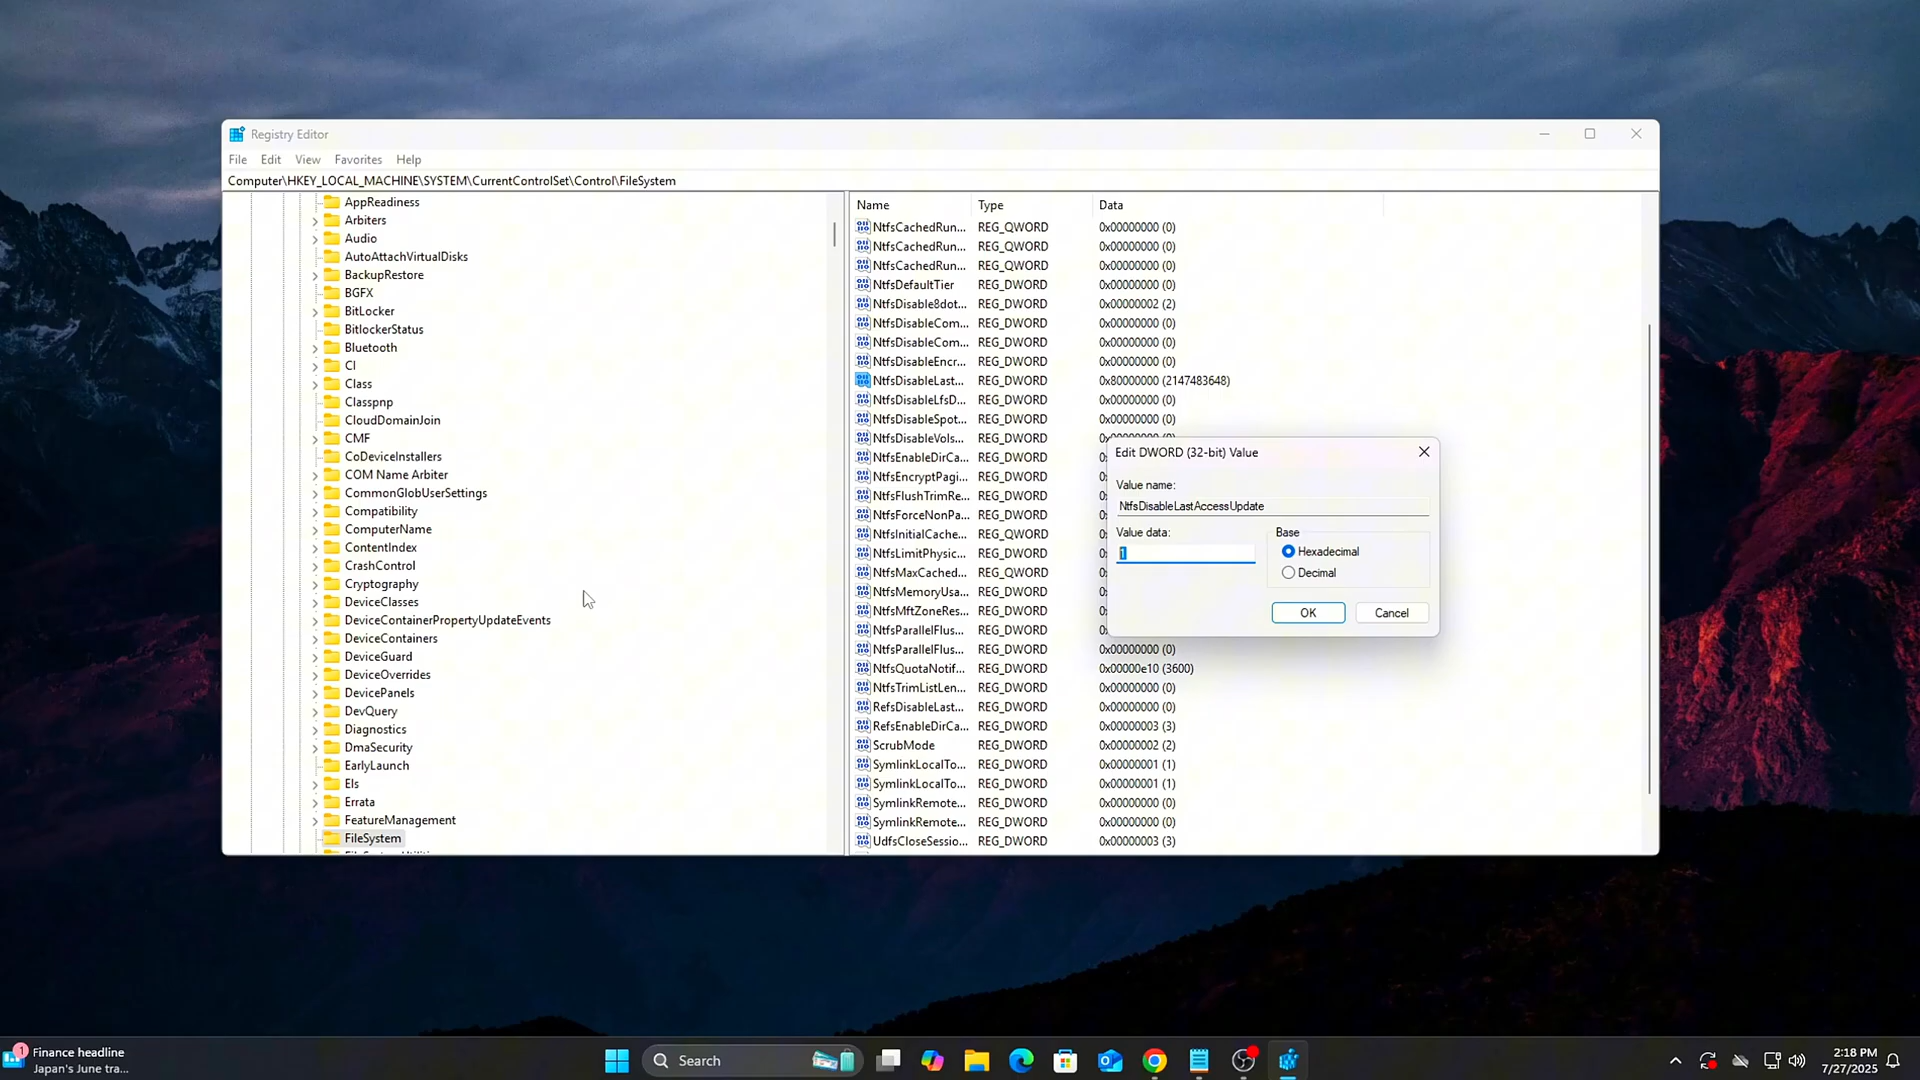 Registry Editor
File Edit View Favorites Help
Computer\HKEY_LOCAL_MACHINE\SYSTEM\CurrentControlSet\Control\FileSystem
AppReadiness
Arbiters
Audio
AutoAttachVirtualDisks
BackupRestore
BGFX
BitLocker
BitlockerStatus
Bluetooth
CI
Class
Classpnp
CloudDomainJoin
CMF
CoDeviceInstallers
COM Name Arbiter
CommonGlobUserSettings
Compatibility
ComputerName
ContentIndex
CrashControl
Cryptography
DeviceClasses
DeviceContainerPropertyUpdateEvents
DeviceContainers
DeviceGuard
DeviceOverrides
DevicePanels
DevQuery
Diagnostics
DmaSecurity
EarlyLaunch
Els
Errata
FeatureManagement
FileSystem
Name Type Data
NtfsCachedRun... REG_QWORD 0x00000000 (0)
NtfsCachedRun... REG_QWORD 0x00000000 (0)
NtfsCachedRun... REG_QWORD 0x00000000 (0)
NtfsDefaultTier REG_DWORD 0x00000000 (0)
NtfsDisable8dot... REG_DWORD 0x00000002 (2)
NtfsDisableCom... REG_DWORD 0x00000000 (0)
NtfsDisableCom... REG_DWORD 0x00000000 (0)
NtfsDisableEncr... REG_DWORD 0x00000000 (0)
NtfsDisableLast... REG_DWORD 0x80000000 (2147483648)
NtfsDisableLfsD... REG_DWORD 0x00000000 (0)
NtfsDisableSpot... REG_DWORD 0x00000000 (0)
NtfsDisableVols... REG_DWORD
NtfsEnableDirCa... REG_DWORD
NtfsEncryptPagi... REG_DWORD
NtfsFlushTrimRe... REG_DWORD
NtfsForceNonPa... REG_DWORD
NtfsInitialCache... REG_DWORD
NtfsLimitPhysic... REG_DWORD
NtfsMaxCached... REG_QWORD
NtfsMemoryUsa... REG_DWORD
NtfsMftZoneRes... REG_DWORD
NtfsParallelFlus... REG_DWORD
NtfsParallelFlus... REG_DWORD 0x00000000 (0)
NtfsQuotaNotif... REG_DWORD 0x00000e10 (3600)
NtfsTrimListLen... REG_DWORD 0x00000000 (0)
RefsDisableLast... REG_DWORD 0x00000000 (0)
RefsEnableDirCa... REG_DWORD 0x00000003 (3)
ScrubMode REG_DWORD 0x00000002 (2)
SymlinkLocalTo... REG_DWORD 0x00000001 (1)
SymlinkLocalTo... REG_DWORD 0x00000001 (1)
SymlinkRemote... REG_DWORD 0x00000000 (0)
SymlinkRemote... REG_DWORD 0x00000000 (0)
UdfsCloseSessio... REG_DWORD 0x00000003 (3)
Edit DWORD (32-bit) Value
Value name:
NtfsDisableLastAccessUpdate
Value data:
1
Base
Hexadecimal
Decimal
OK Cancel
1
Finance headline
Japan's June tra...
Search
2:18 PM
7/27/2025